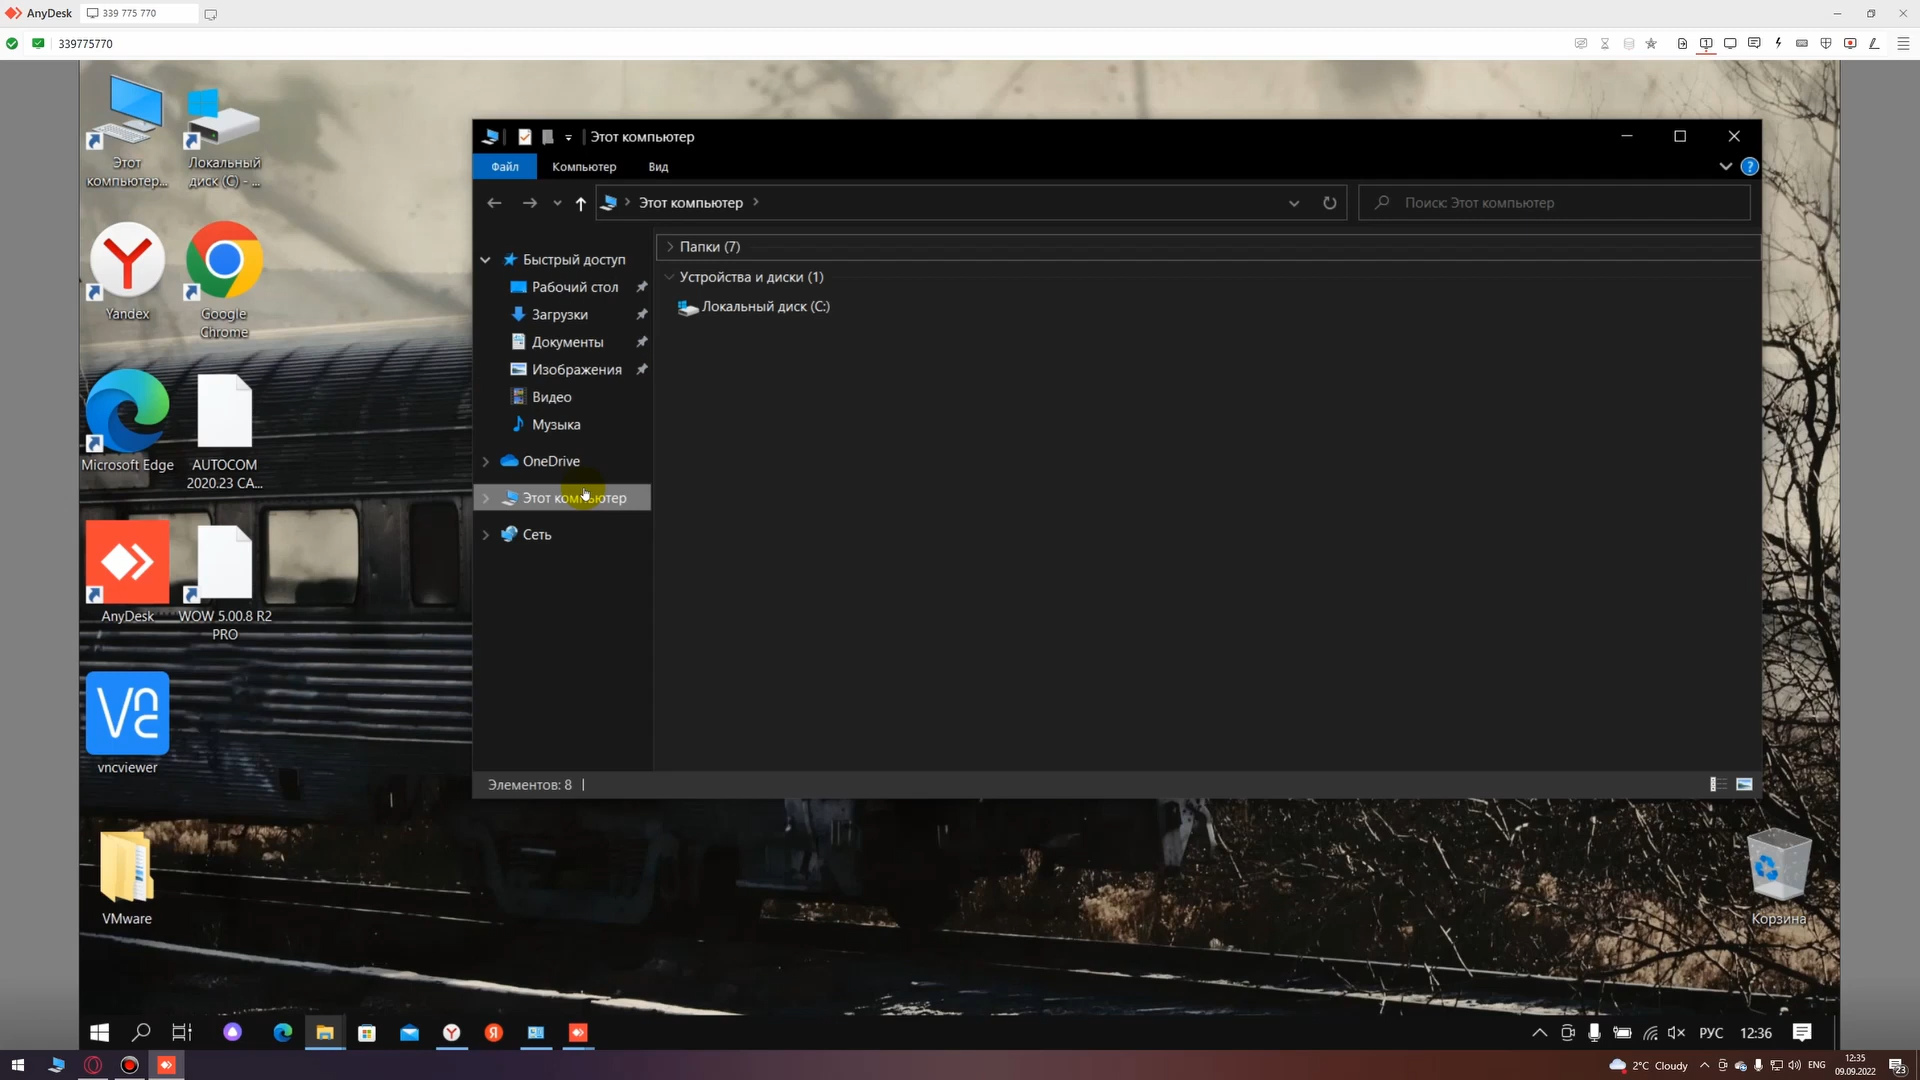 AnyDesk
339 775 770
339775770
Этот компьютер...
Локальный диск (C) - ...
Yandex
Google Chrome
Microsoft Edge
AUTOCOM 2020.23 CA...
AnyDesk
WOW 5.00.8 R2 PRO
Vnc
vncviewer
VMware
Корзина
Этот компьютер
Файл
Компьютер
Вид
Этот компьютер
Поиск: Этот компьютер
Быстрый доступ
Рабочий стол
Загрузки
Документы
Изображения
Видео
Музыка
OneDrive
Этот компьютер
Сеть
Папки (7)
Устройства и диски (1)
Локальный диск (C:)
Элементов: 8
РУС
12:36
2°C Cloudy
ENG
12:35
09.09.2022
23